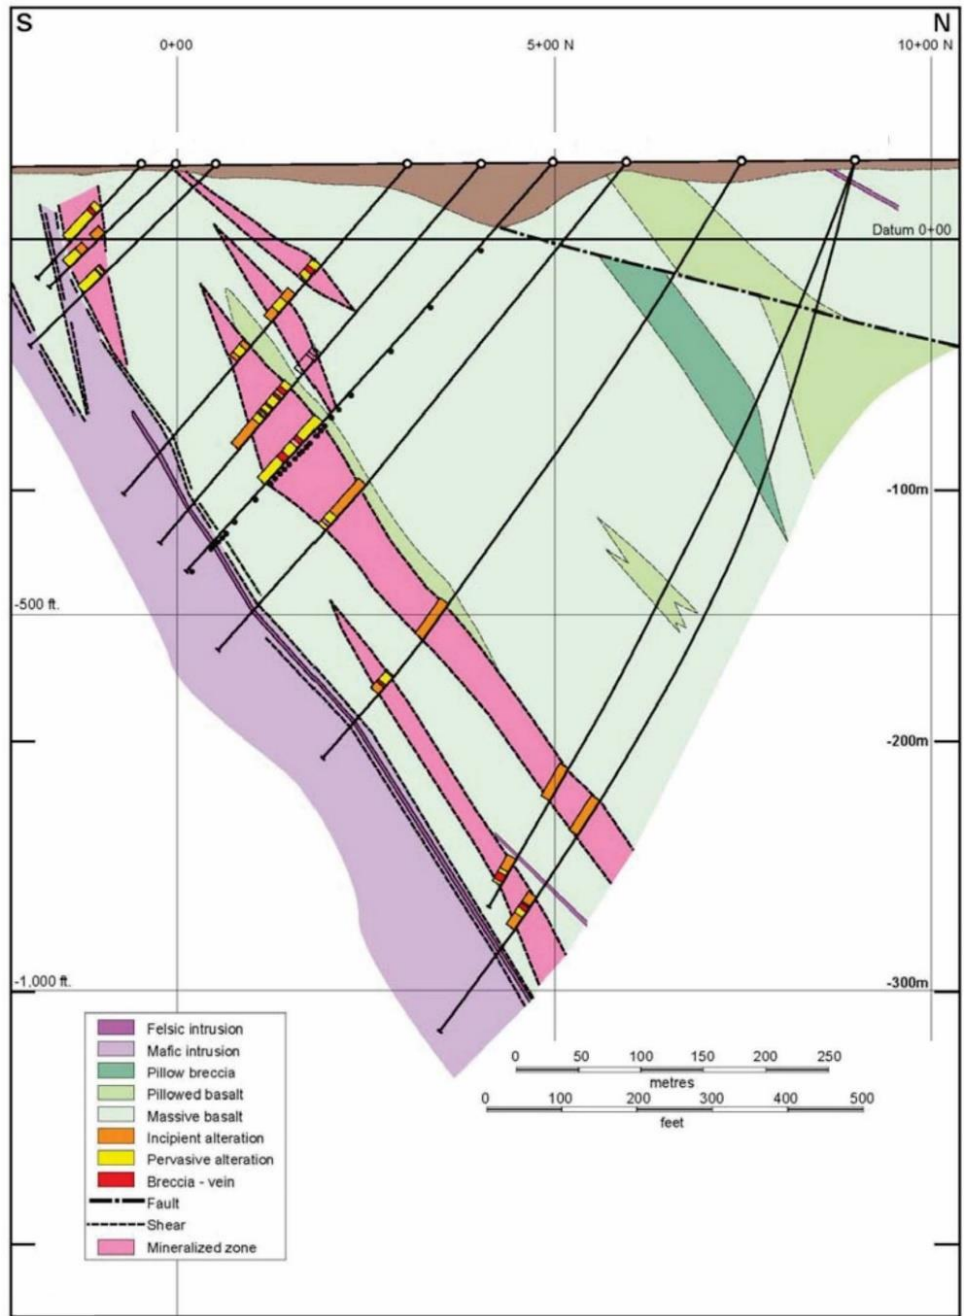 S
N
0+00
5+00 N
10+00 N
Datum 0+00
-100m
-500 ft.
-200m
-1,000 ft.
-300m
Felsic intrusion
Mafic intrusion
Pillow breccia
Pillowed basalt
Massive basalt
Incipient alteration
Pervasive alteration
Breccia - vein
Fault
Shear
Mineralized zone
0 50 100 150 200 250
metres
0 100 200 300 400 500
feet